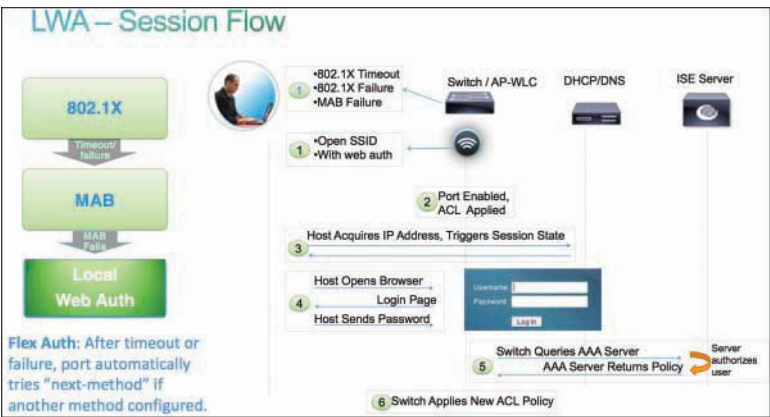 LWA – Session Flow
802.1X
Timeout/
failure
MAB
MAB
Fails
Local
Web Auth
Flex Auth: After timeout or
failure, port automatically
tries “next-method” if
another method configured.
1
•802.1X Timeout
•802.1X Failure
•MAB Failure
Switch / AP-WLC
DHCP/DNS
ISE Server
1
•Open SSID
•With web auth
2
Port Enabled,
ACL Applied
Host Acquires IP Address, Triggers Session State
3
Host Opens Browser
4
Login Page
Host Sends Password
Username
Password
Log In
Switch Queries AAA Server
5
AAA Server Returns Policy
Server
authorizes
user
6
Switch Applies New ACL Policy